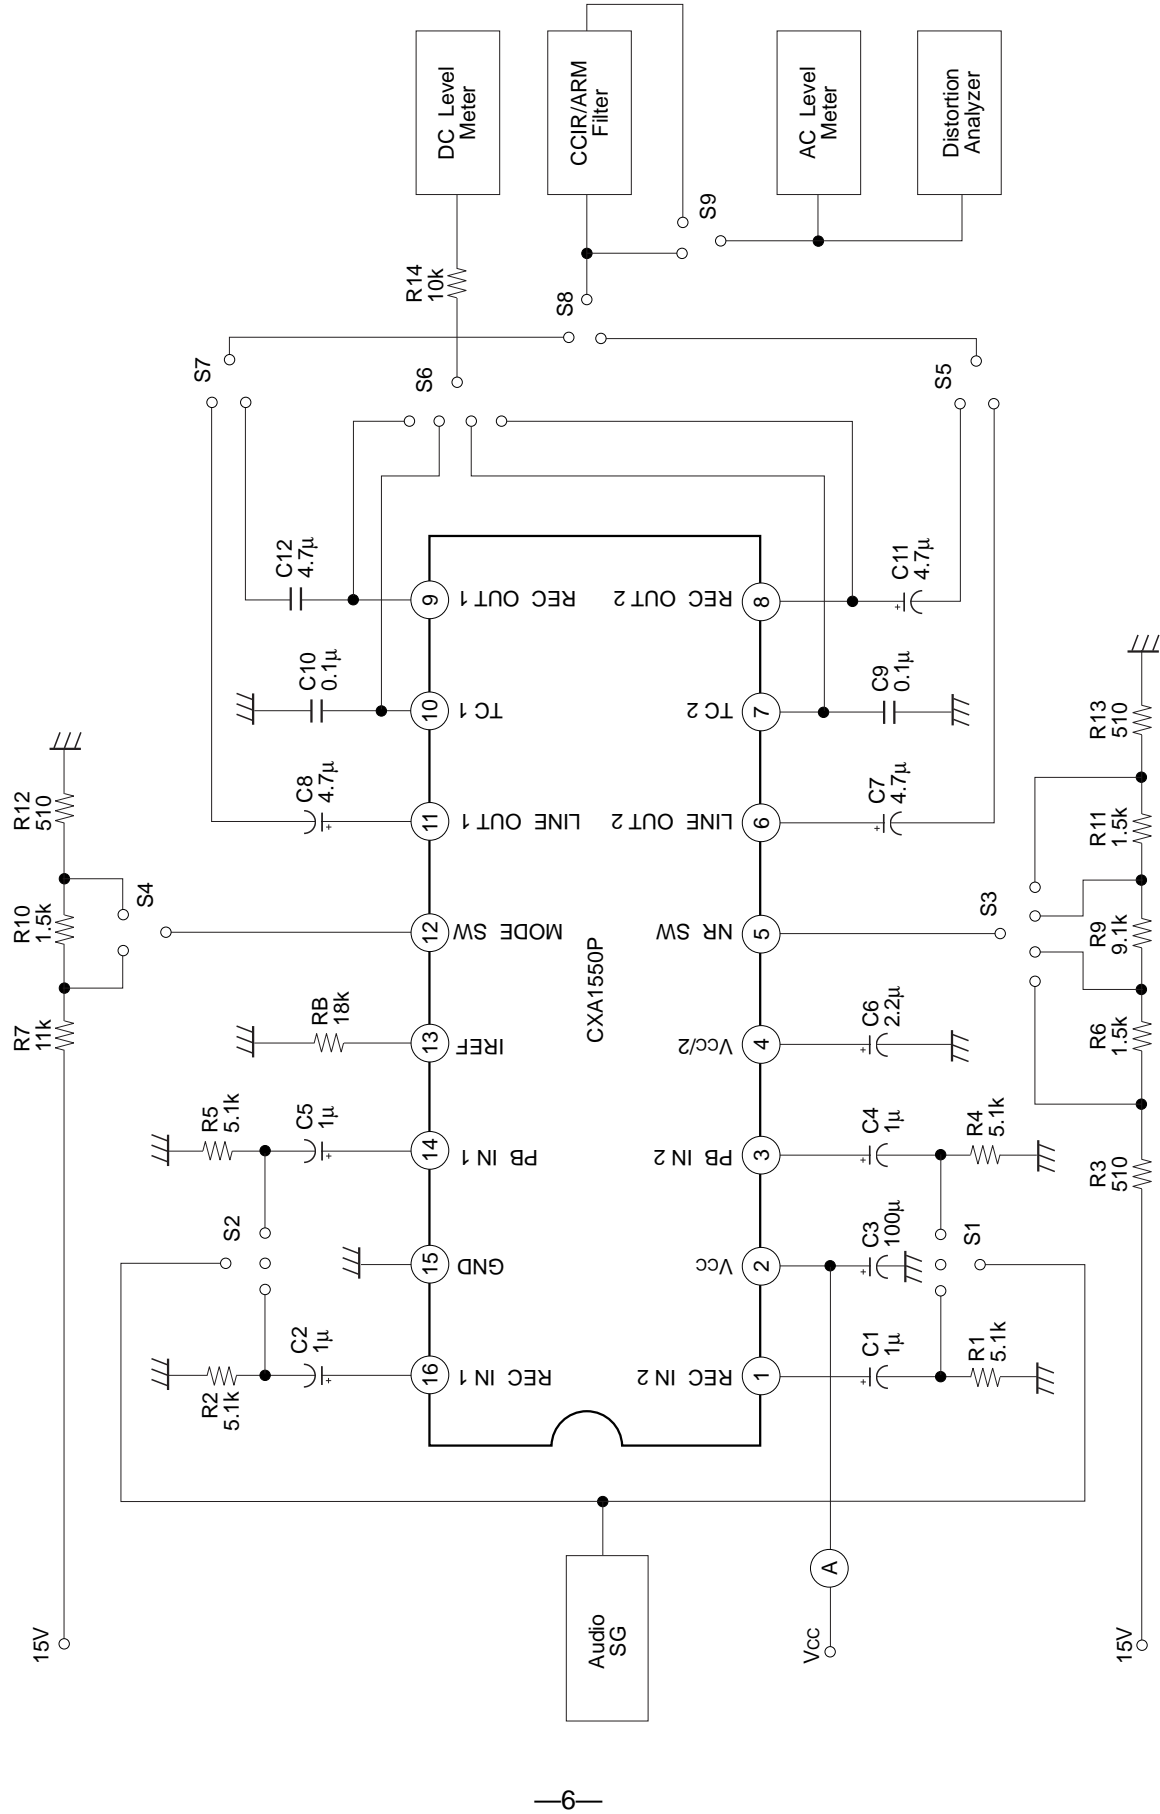 15V
R7
11k
R10
1.5k
R12
510
S4
S2
R2
5.1k
C2
1µ
R5
5.1k
C5
1µ
RB
18k
C8
4.7µ
C10
0.1µ
C12
4.7µ
S7
S6
R14
10k
DC Level
Meter
CCIR/ARM
Filter
AC Level
Meter
Distortion
Analyzer
S8
S9
S5
16
REC IN 1
15
GND
14
PB IN 1
13
IREF
12
MODE SW
11
LINE OUT 1
10
TC 1
9
REC OUT 1
CXA1550P
1
REC IN 2
2
Vcc
3
PB IN 2
4
Vcc/2
5
NR SW
6
LINE OUT 2
7
TC 2
8
REC OUT 2
Audio
SG
Vcc
A
C1
1µ
R1
5.1k
C3
100µ
S1
C4
1µ
R4
5.1k
C6
2.2µ
C7
4.7µ
C9
0.1µ
C11
4.7µ
S3
15V
R3
510
R6
1.5k
R9
9.1k
R11
1.5k
R13
510
—6—